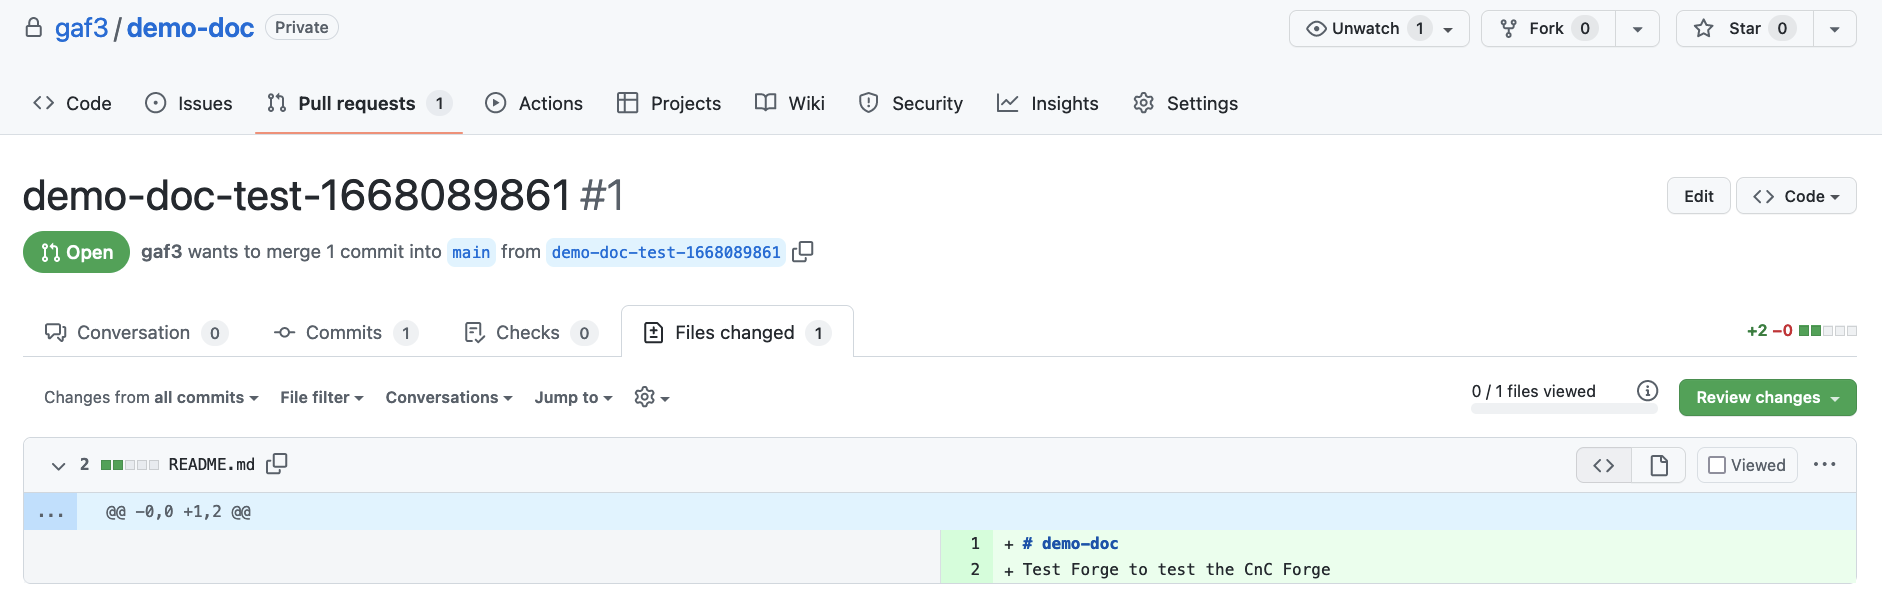 gaf3 / demo-doc Private Unwatch 1 Fork 0 Star 0
Code Issues Pull requests 1 Actions Projects Wiki Security Insights Settings
demo-doc-test-1668089861 #1 Edit Code
Open gaf3 wants to merge 1 commit into main from demo-doc-test-1668089861
Conversation 0 Commits 1 Checks 0 Files changed 1 +2 −0
Changes from all commits File filter Conversations Jump to 0 / 1 files viewed Review changes
2 README.md Viewed ...
... @@ -0,0 +1,2 @@
1 + # demo-doc
2 + Test Forge to test the CnC Forge